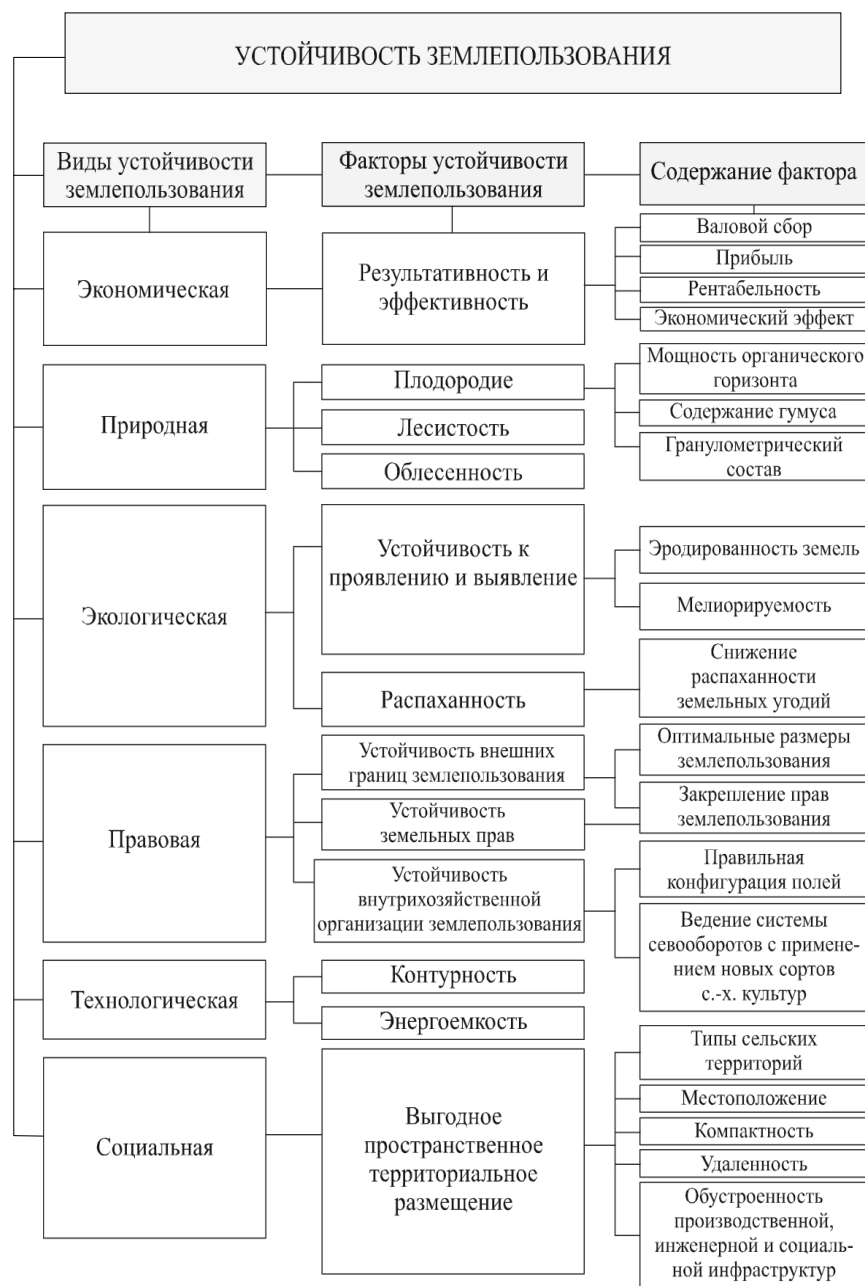 УСТОЙЧИВОСТЬ ЗЕМЛЕПОЛЬЗОВАНИЯ
Виды устойчивости
землепользования
Факторы устойчивости
землепользования
Содержание фактора
Экономическая
Результативность и
эффективность
Валовой сбор
Прибыль
Рентабельность
Экономический эффект
Природная
Плодородие
Лесистость
Облесенность
Мощность органического
горизонта
Содержание гумуса
Гранулометрический
состав
Экологическая
Устойчивость к
проявлению и выявление
Эродированность земель
Мелиорируемость
Распаханность
Снижение
распаханности
земельных угодий
Правовая
Устойчивость внешних
границ землепользования
Оптимальные размеры
землепользования
Устойчивость
земельных прав
Закрепление прав
землепользования
Устойчивость
внутрихозяйственной
организации землепользования
Правильная
конфигурация полей
Ведение системы
севооборотов с примене-
нием новых сортов
с.-х. культур
Технологическая
Контурность
Энергоемкость
Социальная
Выгодное
пространственное
территориальное
размещение
Типы сельских
территорий
Местоположение
Компактность
Удаленность
Обустроенность
производственной,
инженерной и социаль-
ной инфраструктур